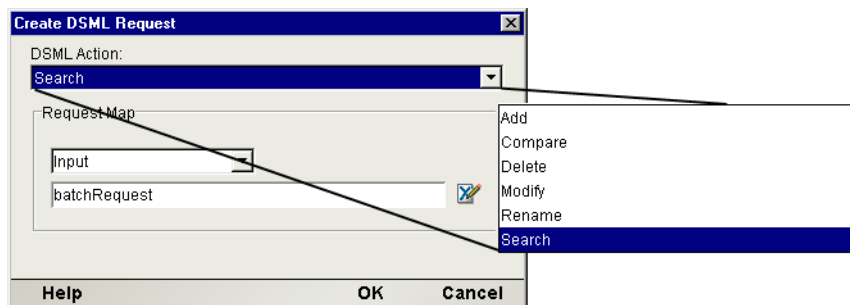 Create DSML Request
DSML Action:
Search
Request Map
Input
batchRequest
Help OK Cancel
Add
Compare
Delete
Modify
Rename
Search